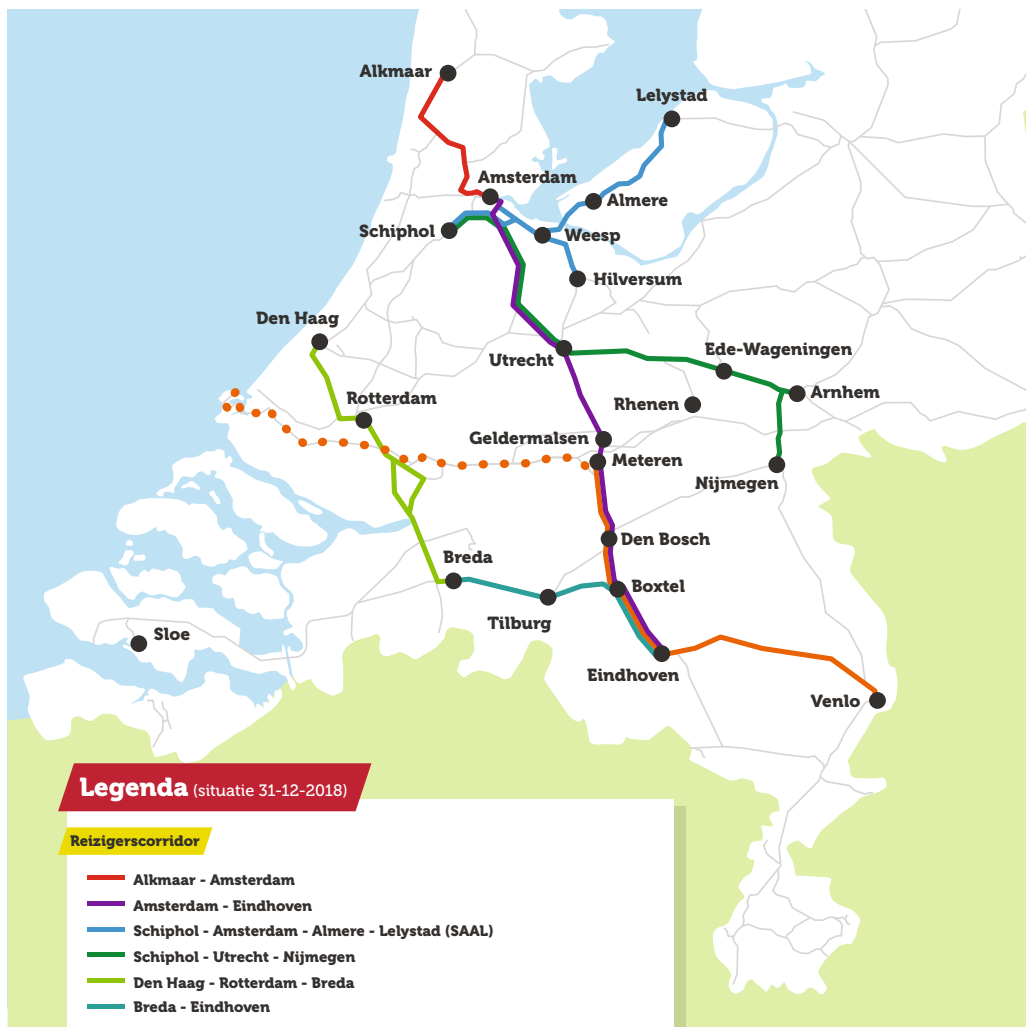 Alkmaar
Lelystad
Amsterdam
Almere
Schiphol
Weesp
Hilversum
Den Haag
Utrecht
Ede-Wageningen
Arnhem
Rotterdam
Rhenen
Geldermalsen
Meteren
Nijmegen
Den Bosch
Breda
Boxtel
Tilburg
Sloe
Eindhoven
Venlo
Legenda (situatie 31-12-2018)
Reizigerscorridor
Alkmaar - Amsterdam
Amsterdam - Eindhoven
Schiphol - Amsterdam - Almere - Lelystad (SAAL)
Schiphol - Utrecht - Nijmegen
Den Haag - Rotterdam - Breda
Breda - Eindhoven